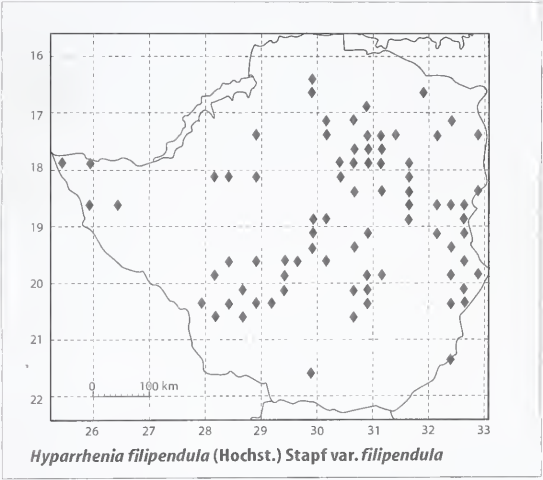 16
17
18
19
20
21
22
0 100 km
26 27 28 29 30 31 32 33
Hyparrhenia filipendula (Hochst.) Stapf var. filipendula